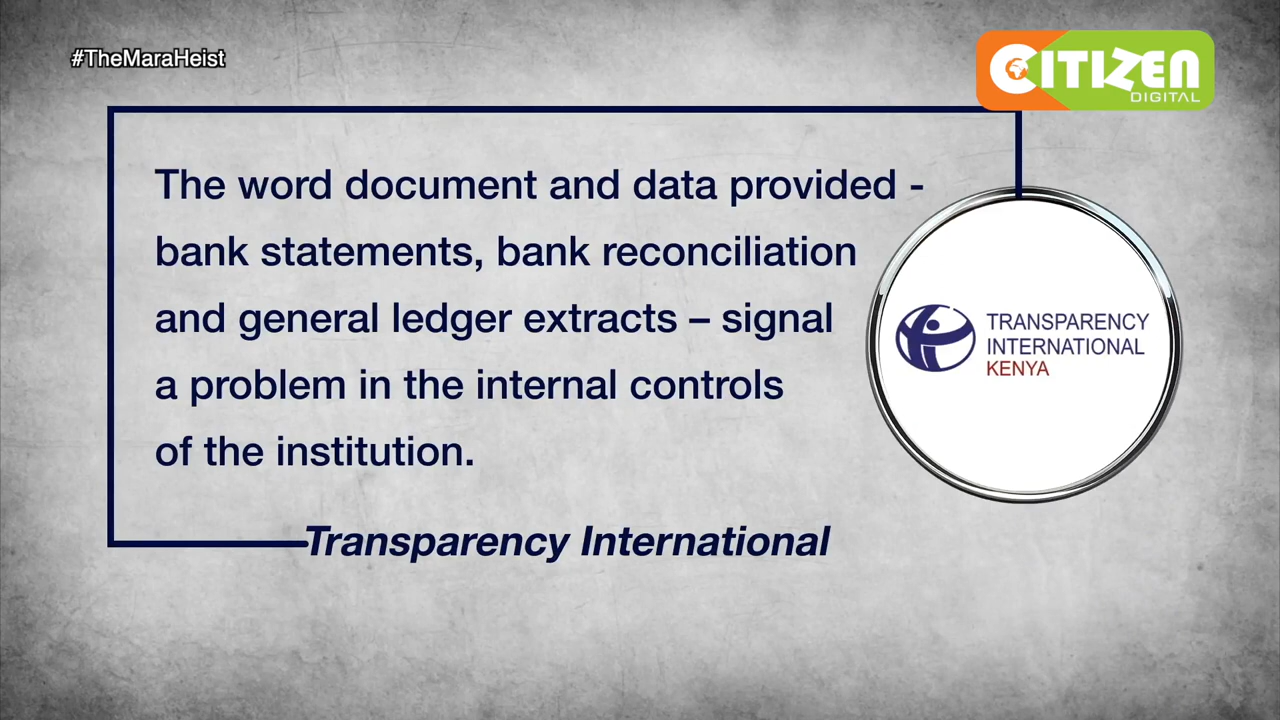 #TheMaraHeist
CITIZEN
DIGITAL
The word document and data provided -
bank statements, bank reconciliation
and general ledger extracts – signal
a problem in the internal controls
of the institution.
Transparency International
TRANSPARENCY
INTERNATIONAL
KENYA